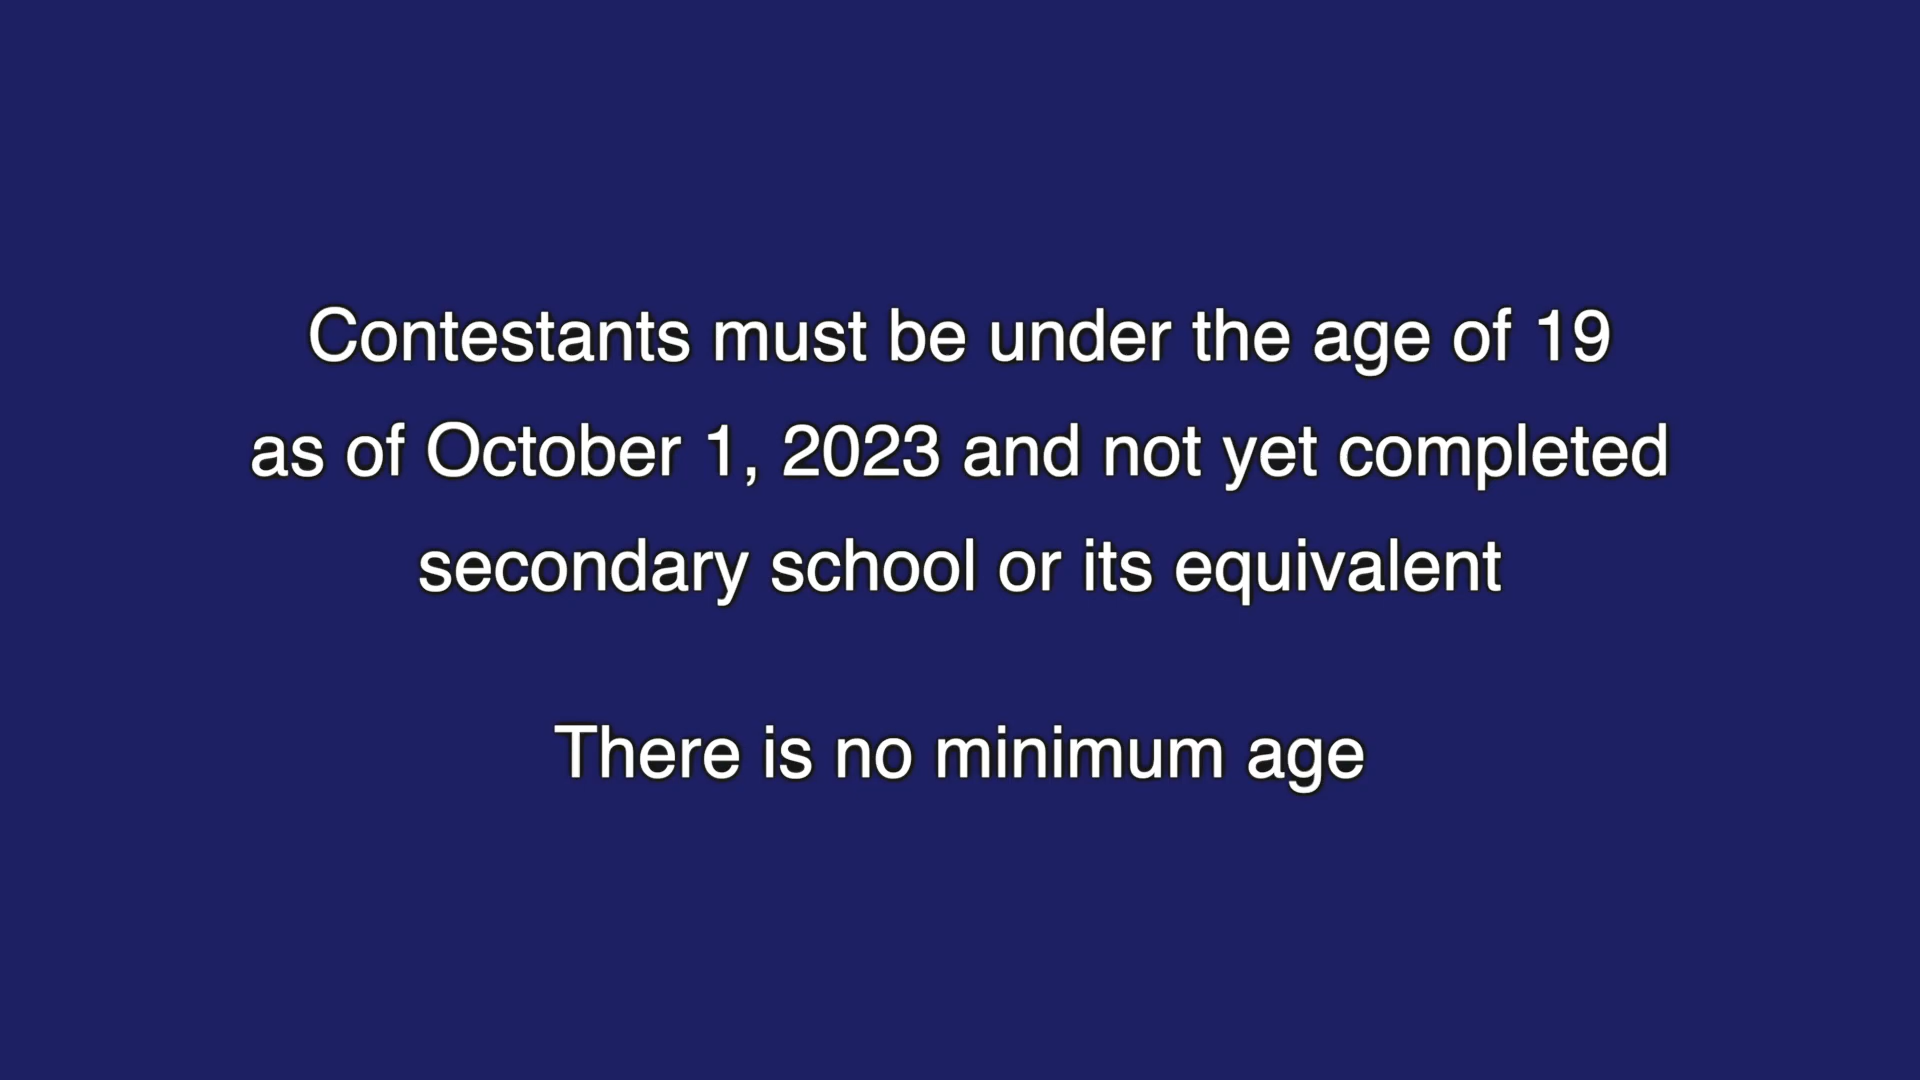 Contestants must be under the age of 19
as of October 1, 2023 and not yet completed
secondary school or its equivalent
There is no minimum age